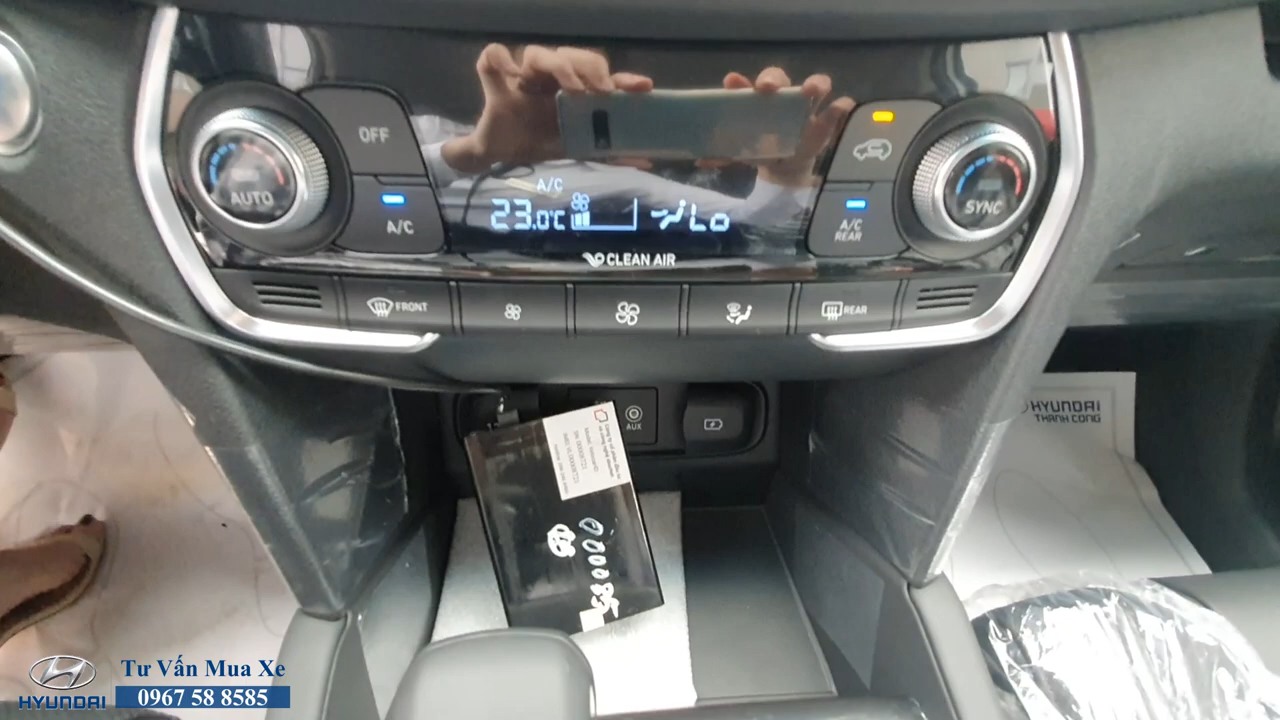 OFF
AUTO
A/C
A/C
23.0°C
Lo
CLEAN AIR
A/C
REAR
SYNC
FRONT
REAR
AUX
HYUNDAI
THANH CONG
HYUNDAI
Tư Vấn Mua Xe
0967 58 8585